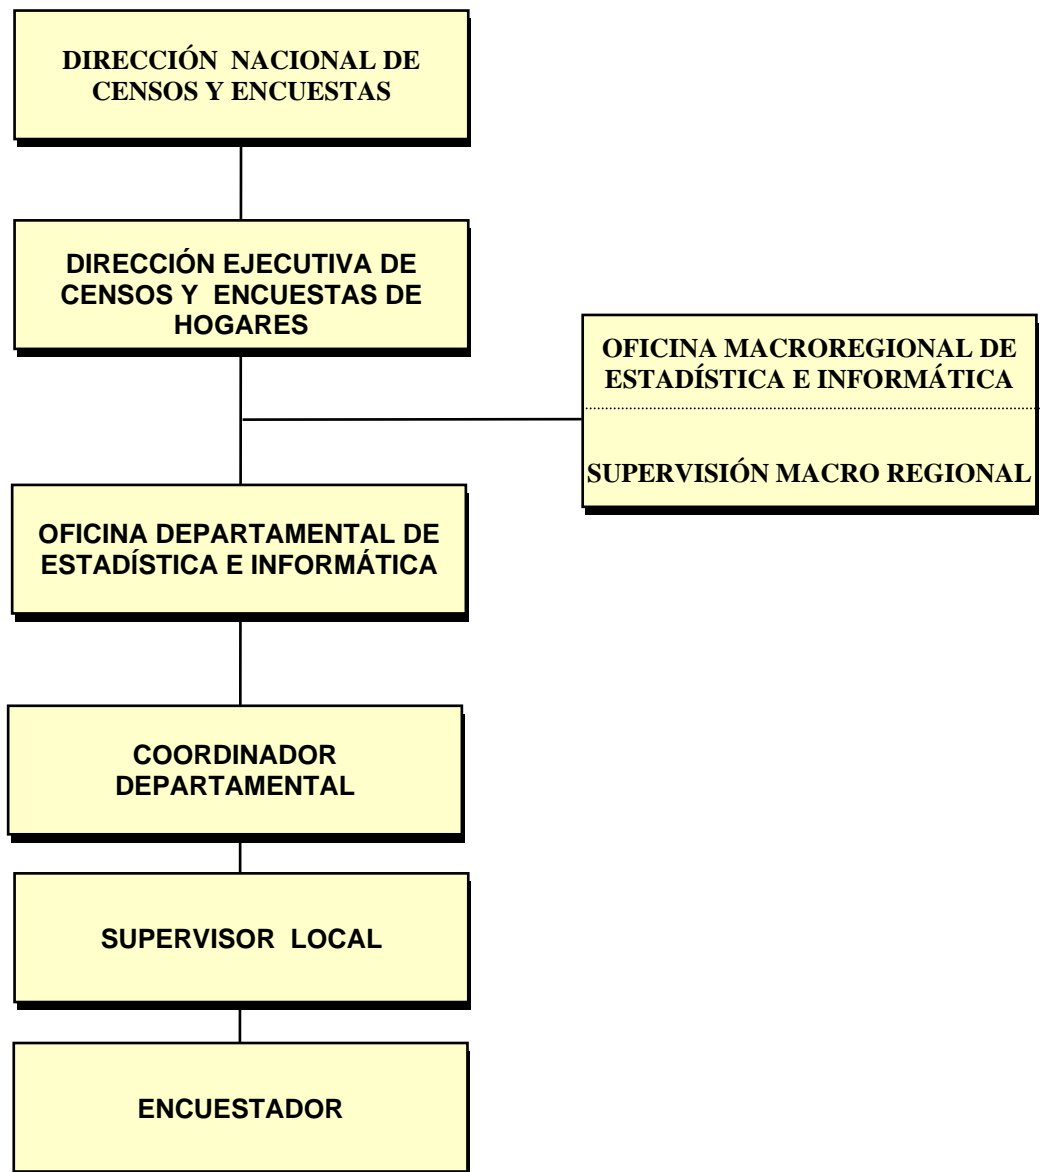 DIRECCIÓN NACIONAL DE
CENSOS Y ENCUESTAS
DIRECCIÓN EJECUTIVA DE
CENSOS Y ENCUESTAS DE
HOGARES
OFICINA MACROREGIONAL DE
ESTADÍSTICA E INFORMÁTICA
SUPERVISIÓN MACRO REGIONAL
OFICINA DEPARTAMENTAL DE
ESTADÍSTICA E INFORMÁTICA
COORDINADOR
DEPARTAMENTAL
SUPERVISOR LOCAL
ENCUESTADOR